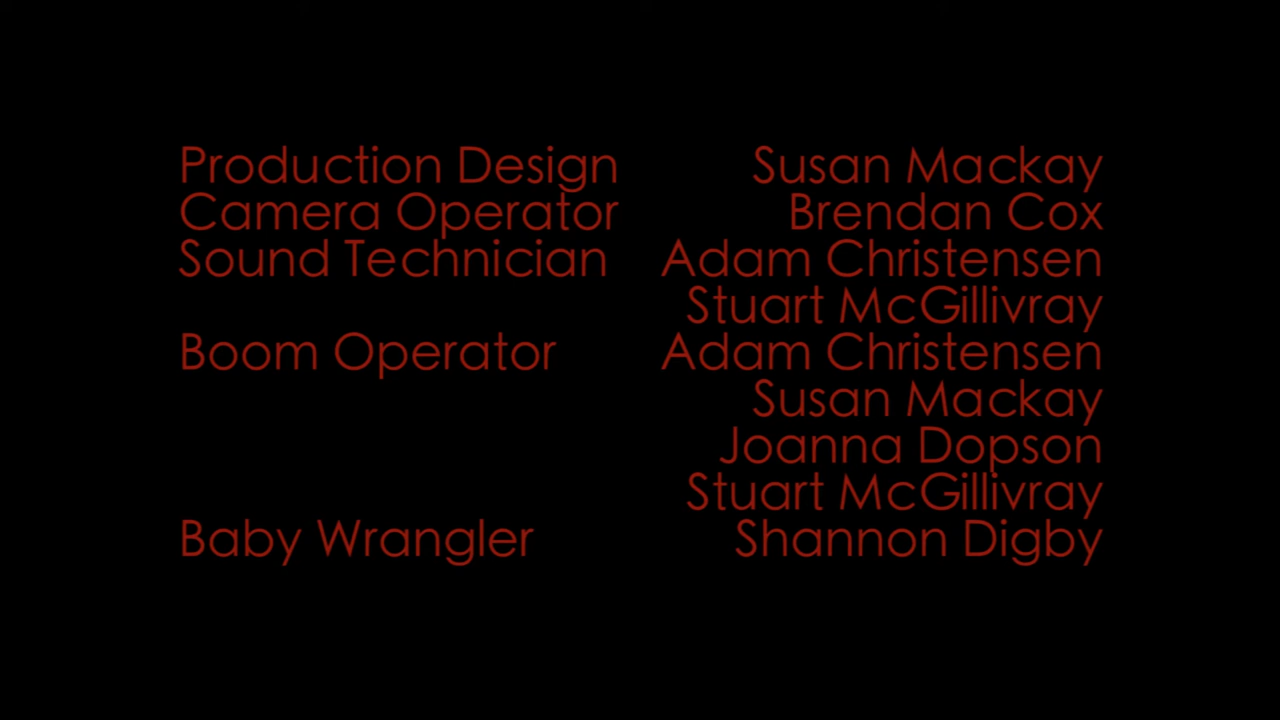 Production Design Susan Mackay
Camera Operator Brendan Cox
Sound Technician Adam Christensen
Stuart McGillivray
Boom Operator Adam Christensen
Susan Mackay
Joanna Dopson
Stuart McGillivray
Baby Wrangler Shannon Digby